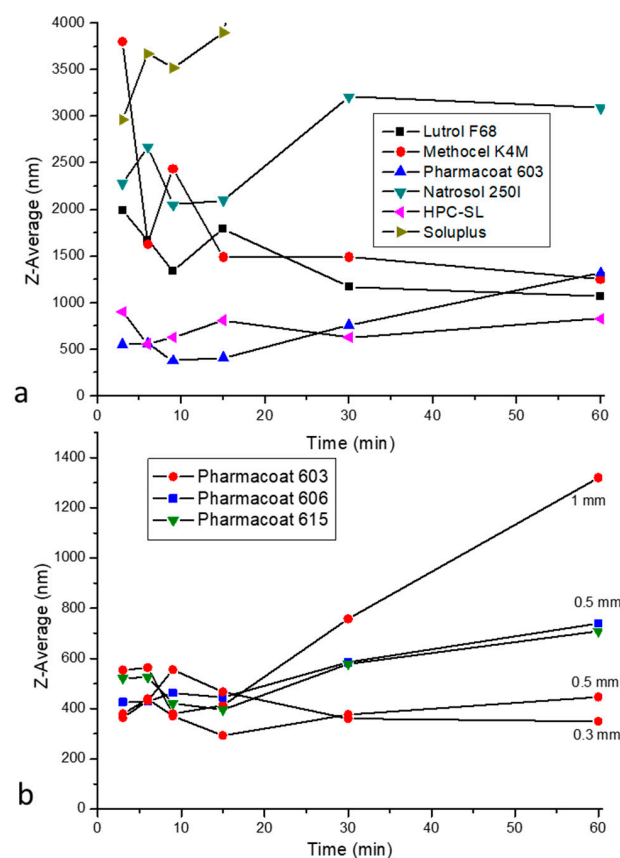 4000
3500
3000
2500
2000
1500
1000
500
0
Z-Average (nm)
Lutrol F68
Methocel K4M
Pharmacoat 603
Natrosol 250l
HPC-SL
Soluplus
a
0 10 20 30 40 50 60
Time (min)
1400
1200
1000
800
600
400
200
0
Z-Average (nm)
Pharmacoat 603
Pharmacoat 606
Pharmacoat 615
1 mm
0.5 mm
0.5 mm
0.3 mm
b
0 10 20 30 40 50 60
Time (min)